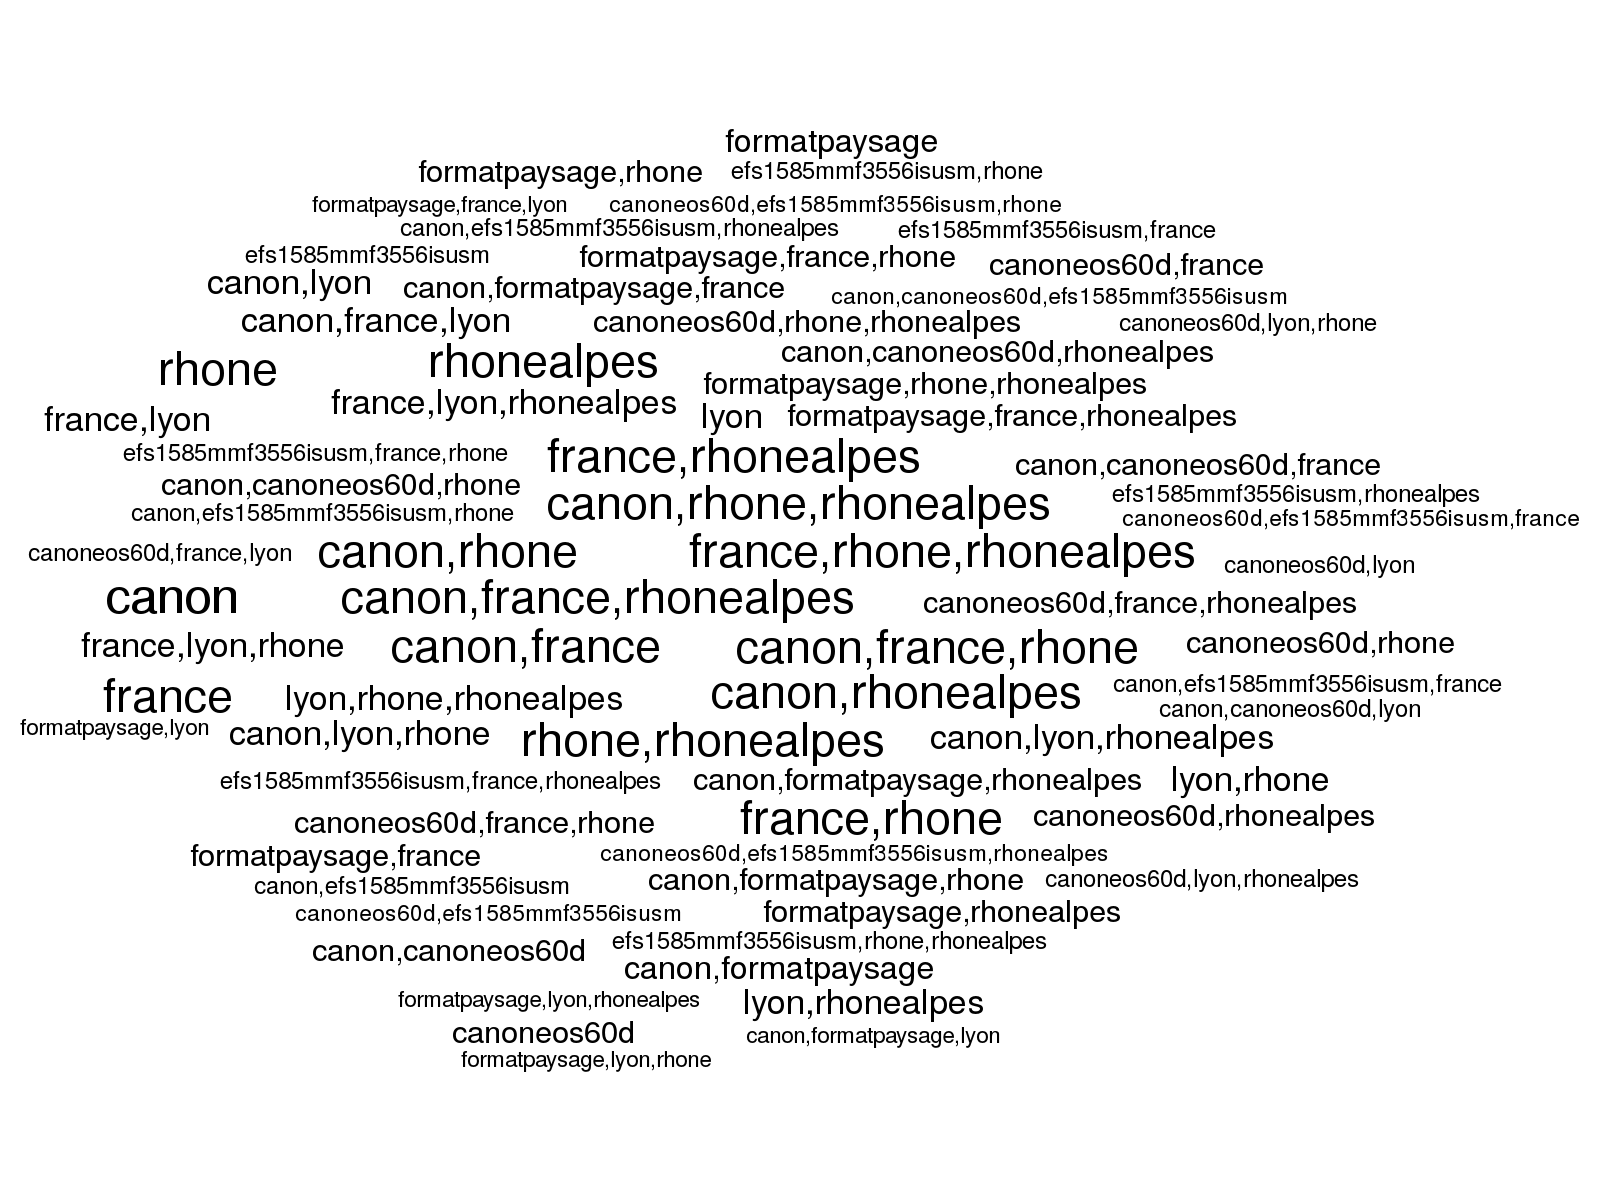 formatpaysage
formatpaysage,rhone efs1585mmf3556isusm,rhone
formatpaysage,france,lyon canoneos60d,efs1585mmf3556isusm,rhone
canon,efs1585mmf3556isusm,rhonealpes efs1585mmf3556isusm,france
efs1585mmf3556isusm formatpaysage,france,rhone canoneos60d,france
canon,lyon canon,formatpaysage,france canon,canoneos60d,efs1585mmf3556isusm
canon,france,lyon canoneos60d,rhone,rhonealpes canoneos60d,lyon,rhone
rhone rhonealpes canon,canoneos60d,rhonealpes
formatpaysage,rhone,rhonealpes
france,lyon france,lyon,rhonealpes lyon formatpaysage,france,rhonealpes
efs1585mmf3556isusm,france,rhone france,rhonealpes canon,canoneos60d,france
canon,canoneos60d,rhone canon,rhone,rhonealpes efs1585mmf3556isusm,rhonealpes
canon,efs1585mmf3556isusm,rhone canoneos60d,efs1585mmf3556isusm,france
canoneos60d,france,lyon canon,rhone france,rhone,rhonealpes canoneos60d,lyon
canon canon,france,rhonealpes canoneos60d,france,rhonealpes
france,lyon,rhone canon,france canon,france,rhone canoneos60d,rhone
france lyon,rhone,rhonealpes canon,rhonealpes canon,efs1585mmf3556isusm,france
canon,canoneos60d,lyon
formatpaysage,lyon canon,lyon,rhone rhone,rhonealpes canon,lyon,rhonealpes
efs1585mmf3556isusm,france,rhonealpes canon,formatpaysage,rhonealpes lyon,rhone
canoneos60d,france,rhone france,rhone canoneos60d,rhonealpes
formatpaysage,france canoneos60d,efs1585mmf3556isusm,rhonealpes
canon,efs1585mmf3556isusm canon,formatpaysage,rhone canoneos60d,lyon,rhonealpes
canoneos60d,efs1585mmf3556isusm formatpaysage,rhonealpes
canon,canoneos60d efs1585mmf3556isusm,rhone,rhonealpes
canon,formatpaysage
formatpaysage,lyon,rhonealpes lyon,rhonealpes
canoneos60d canon,formatpaysage,lyon
formatpaysage,lyon,rhone